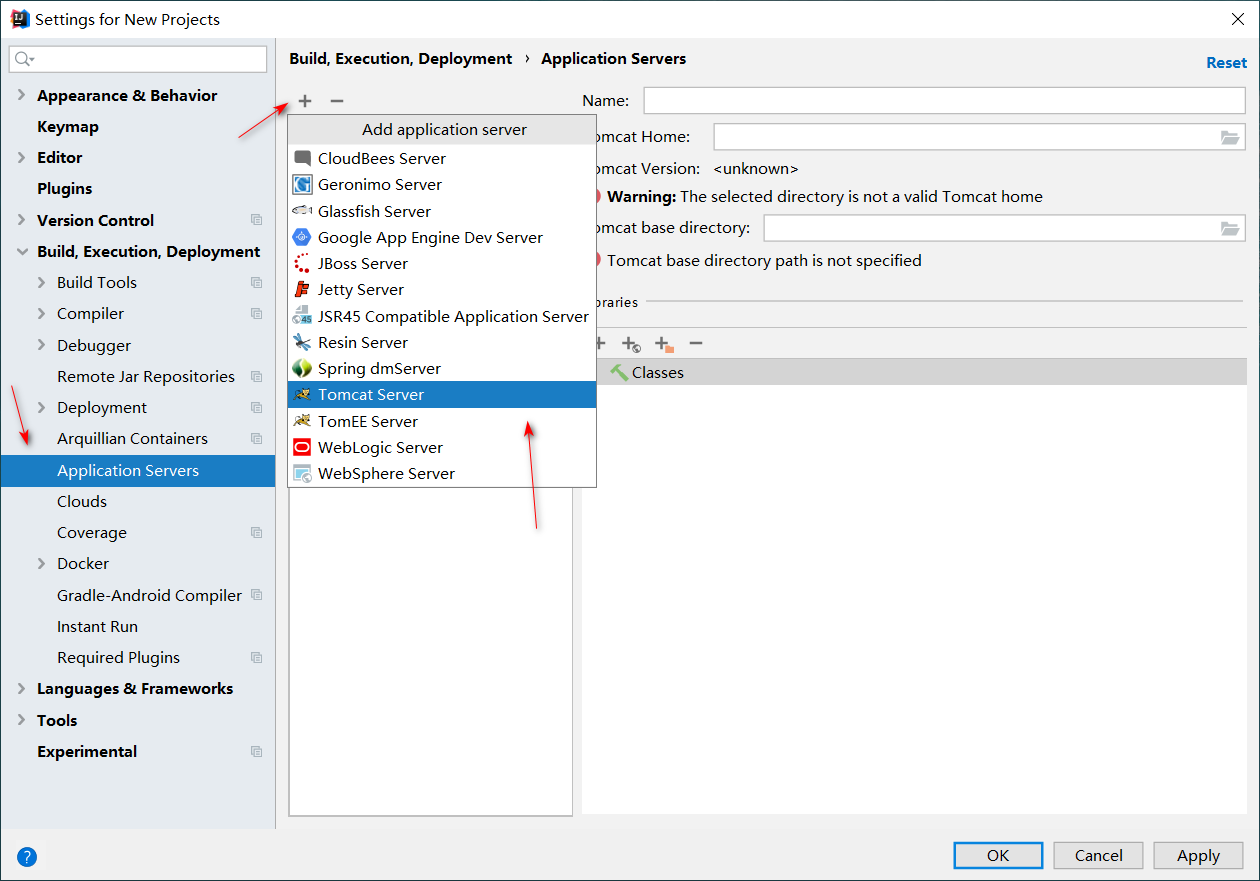 Settings for New Projects
Appearance & Behavior
Keymap
Editor
Plugins
Version Control
Build, Execution, Deployment
Build Tools
Compiler
Debugger
Remote Jar Repositories
Deployment
Arquillian Containers
Application Servers
Clouds
Coverage
Docker
Gradle-Android Compiler
Instant Run
Required Plugins
Languages & Frameworks
Tools
Experimental
Build, Execution, Deployment › Application Servers
Reset
Add application server
CloudBees Server
Geronimo Server
Glassfish Server
Google App Engine Dev Server
JBoss Server
Jetty Server
JSR45 Compatible Application Server
Resin Server
Spring dmServer
Tomcat Server
TomEE Server
WebLogic Server
WebSphere Server
Name:
omcat Home:
omcat Version: <unknown>
Warning: The selected directory is not a valid Tomcat home
omcat base directory:
Tomcat base directory path is not specified
braries
Classes
?
OK
Cancel
Apply